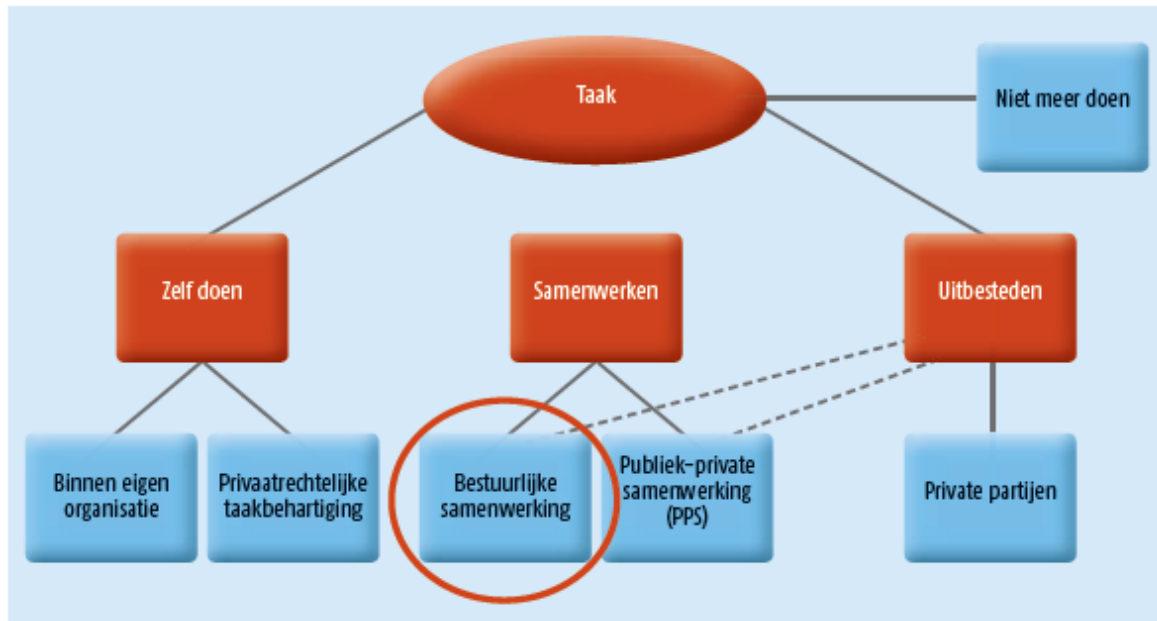 Taak
Niet meer doen
Zelf doen
Samenwerken
Uitbesteden
Binnen eigen
organisatie
Privaatrechtelijke
taakbehartiging
Bestuurlijke
samenwerking
Publiek-private
samenwerking
(PPS)
Private partijen